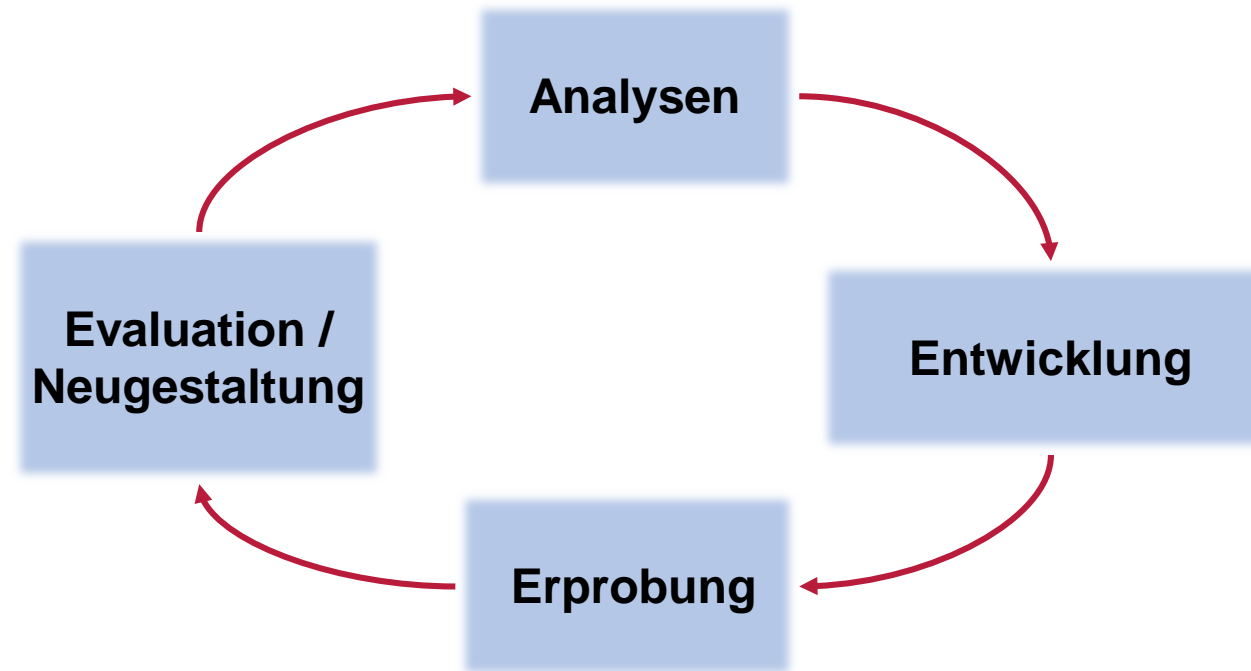 Analysen
Evaluation /
Neugestaltung
Entwicklung
Erprobung